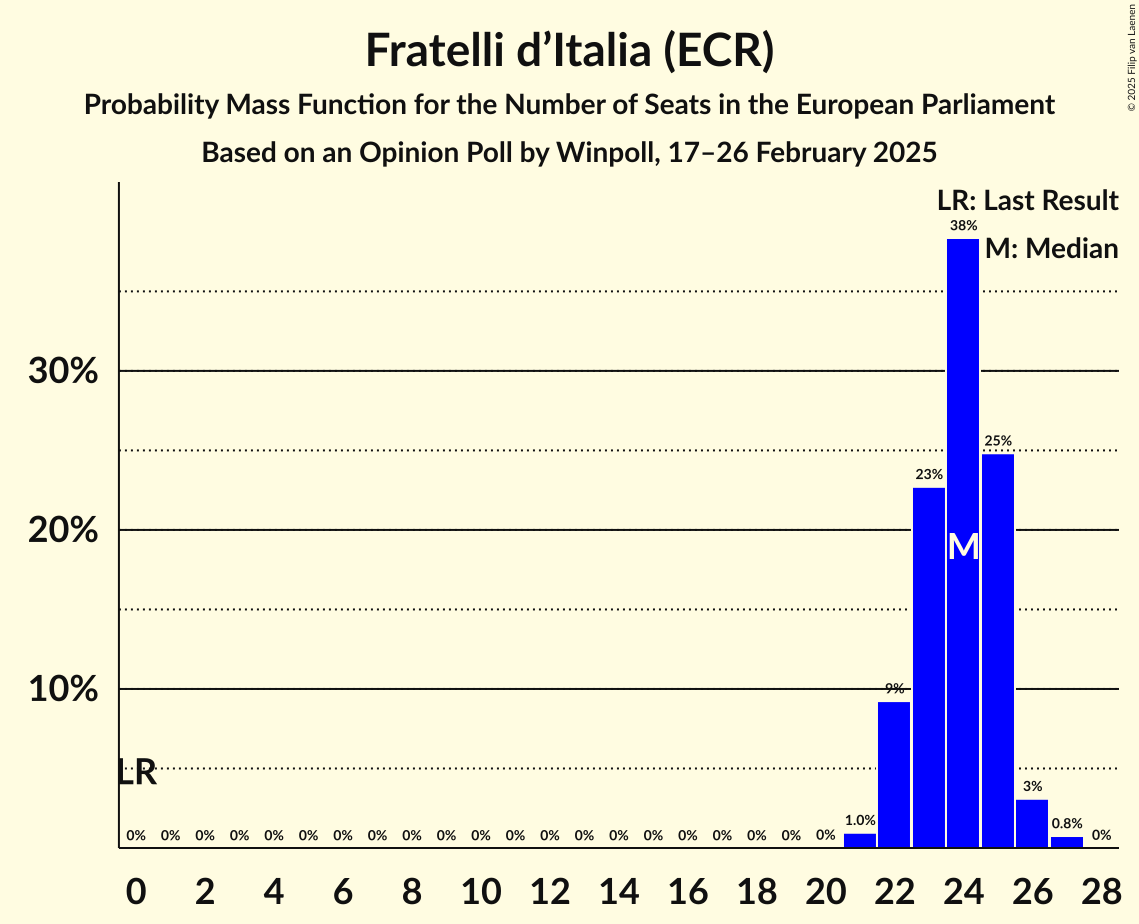 Fratelli d’Italia (ECR)
Probability Mass Function for the Number of Seats in the European Parliament
Based on an Opinion Poll by Winpoll, 17–26 February 2025
© 2025 Filip van Laenen
LR: Last Result
M: Median
38%
30%
25%
23%
20%
M
10%
9%
LR
0% 0% 0% 0% 0% 0% 0% 0% 0% 0% 0% 0% 0% 0% 0% 0% 0% 0% 0% 0% 0% 1.0% 3% 0.8% 0%
0 2 4 6 8 10 12 14 16 18 20 22 24 26 28